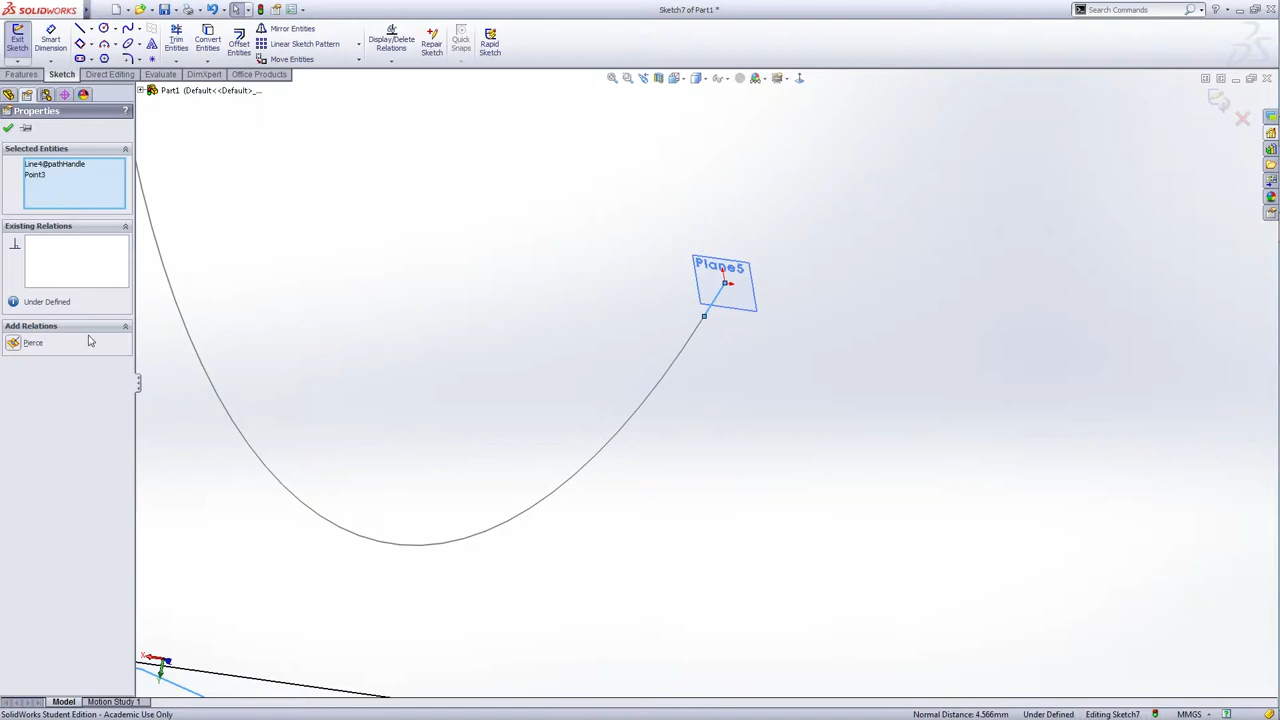 SOLIDWORKS
Sketch7 of Part1 *
Search Commands
Exit Sketch
Smart Dimension
Trim Entities
Convert Entities
Offset Entities
Mirror Entities
Linear Sketch Pattern
Move Entities
Display/Delete Relations
Repair Sketch
Quick Snaps
Rapid Sketch
Features
Sketch
Direct Editing
Evaluate
DimXpert
Office Products
Part1 (Default<<Default>_...
Properties
?
Selected Entities
Line4@pathHandle
Point3
Existing Relations
Under Defined
Add Relations
Pierce
Plane5
X
Model
Motion Study 1
SolidWorks Student Edition - Academic Use Only
Normal Distance: 4.566mm
Under Defined
Editing Sketch7
MMGS